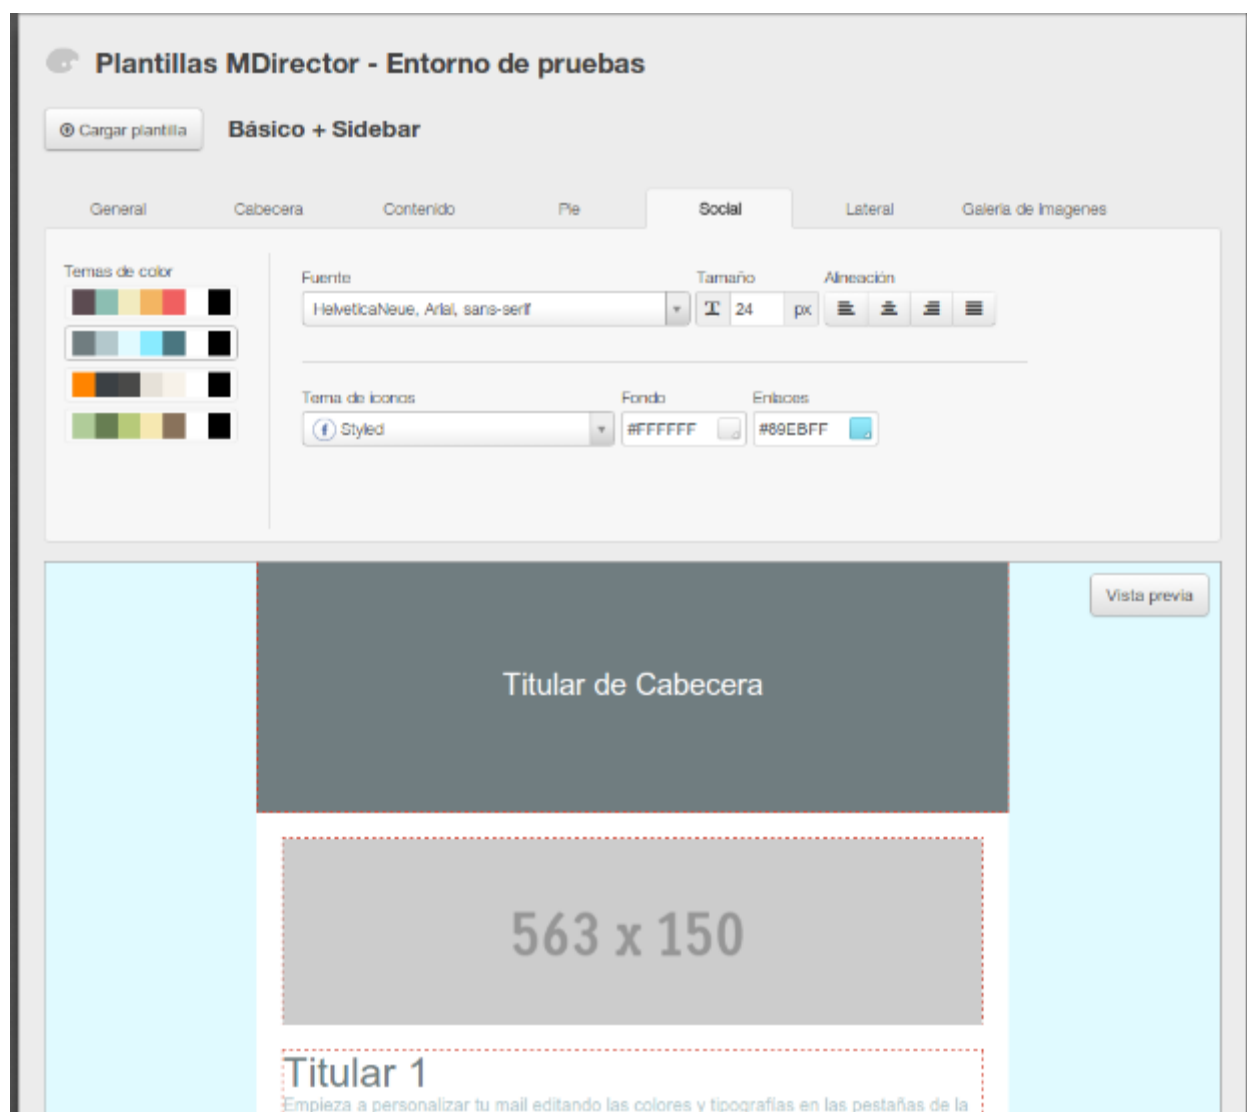 Plantillas MDirector - Entorno de pruebas
Cargar plantilla Básico + Sidebar
General Cabecera Contenido Pie Social Lateral Galeria de Imagenes
Temas de color
Fuente Tamaño Alineación
HelveticaNeue, Arial, sans-serif 24 px
Tema de iconos Fondo Enlaces
Styled #FFFFFF #89EBFF
Vista previa
Titular de Cabecera
563 x 150
Titular 1
Empieza a personalizar tu mail editando las colores y tipografías en las pestañas de la